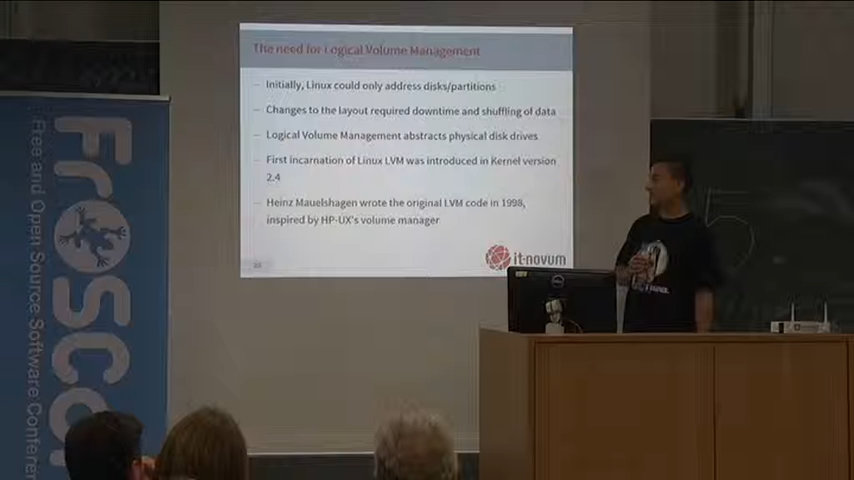 The need for Logical Volume Management
– Initially, Linux could only address disks/partitions
– Changes to the layout required downtime and shuffling of data
– Logical Volume Management abstracts physical disk drives
– First incarnation of Linux LVM was introduced in Kernel version
2.4
– Heinz Mauelshagen wrote the original LVM code in 1998,
inspired by HP-UX's volume manager
it-novum
FrOSCo
Free and Open Source Software Conferen
5